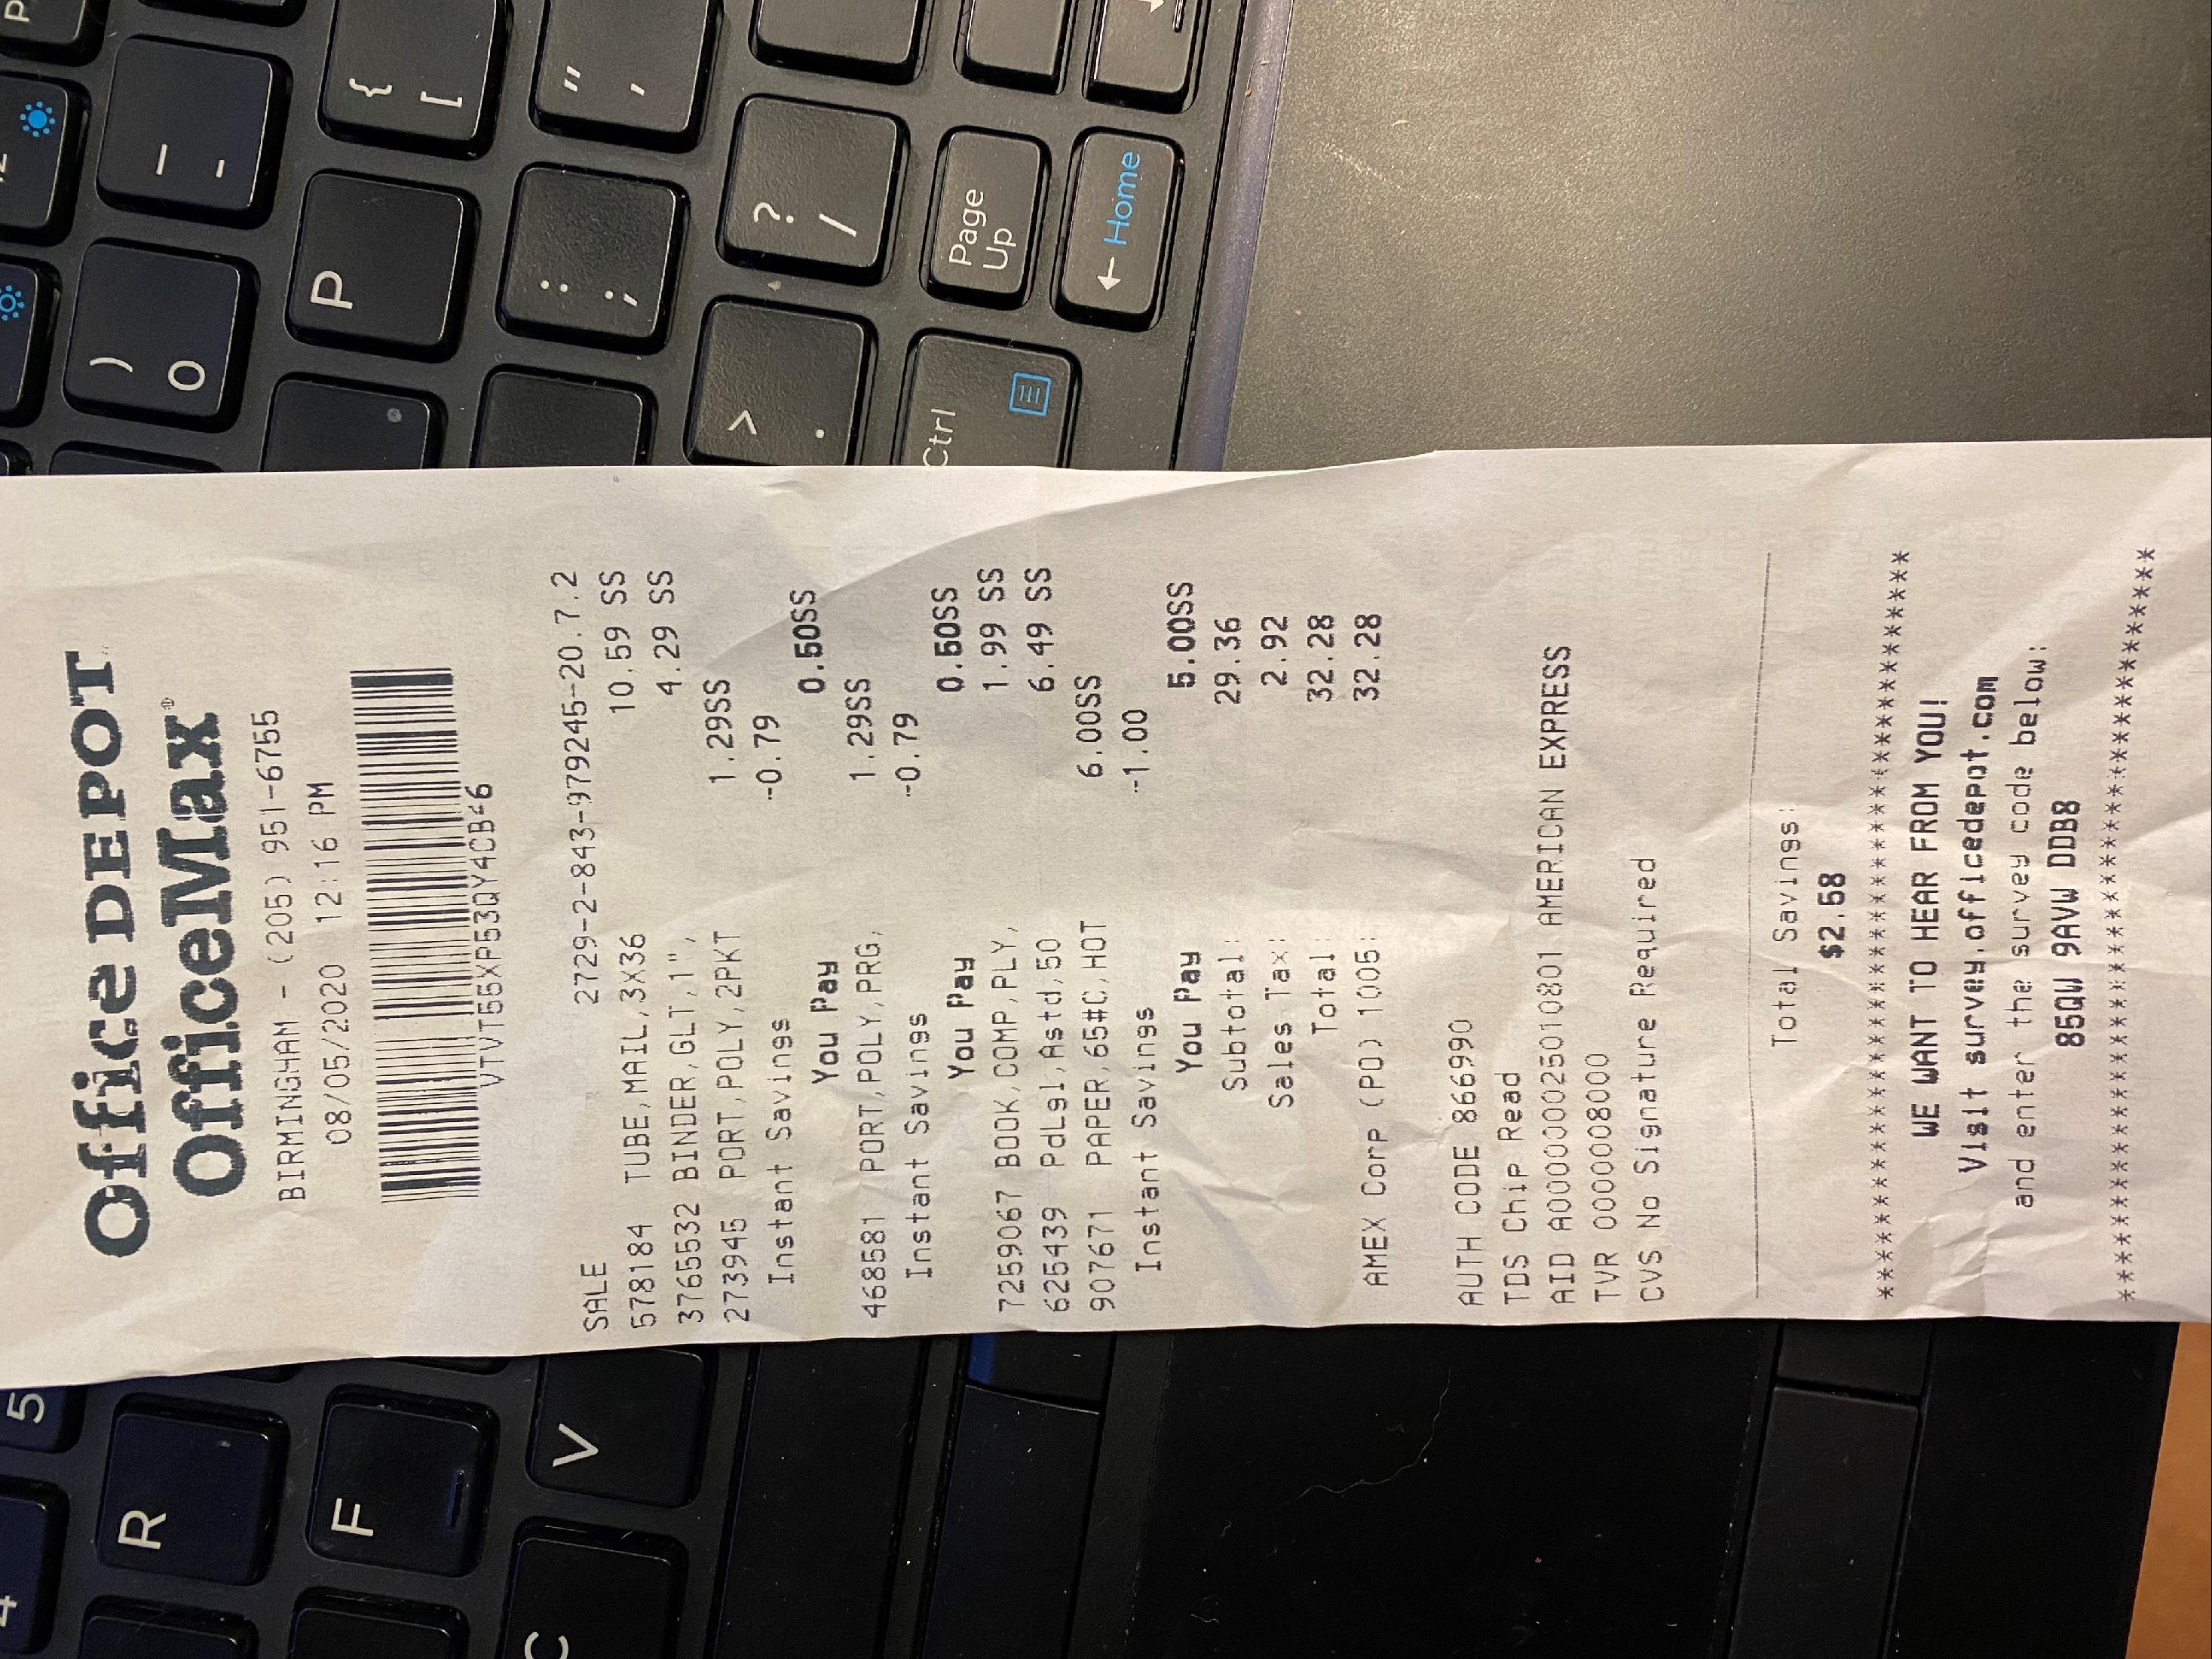 Office DEPOT
OfficeMax®
BIRMINGHAM - (205) 951-6755
08/05/2020 12:16 PM
SALE 2729-2-843-979245-20.7.2
578184 TUBE,MAIL,3X36 10.59 SS
3765532 BINDER,GLT,1", 4.29 SS
273945 PORT,POLY,2PKT 1.29SS
Instant Savings -0.79
You Pay 0.50SS
468581 PORT,POLY,PRG, 1.29SS
Instant Savings -0.79
You Pay 0.50SS
7259067 BOOK,COMP,PLY, 1.99 SS
625439 PdLgl,Astd,50 6.49 SS
907671 PAPER,65#C,HOT 6.00SS
Instant Savings -1.00
You Pay 5.00SS
Subtotal: 29.36
Sales Tax: 2.92
Total: 32.28
AMEX Corp (PO) 1005: 32.28
AUTH CODE 866990
TDS Chip Read
AID A000000025010801 AMERICAN EXPRESS
TVR 0000008000
CVS No Signature Required
Total Savings:
$2.58
WE WANT TO HEAR FROM YOU!
Visit survey.officedepot.com
and enter the survey code below:
85QW 9AVW DDB8
{
[
"
'
_
-
P
:
;
?
/
Page
Up
← Home
)
0
>
.
Ctrl
5
R
F
V
4
C